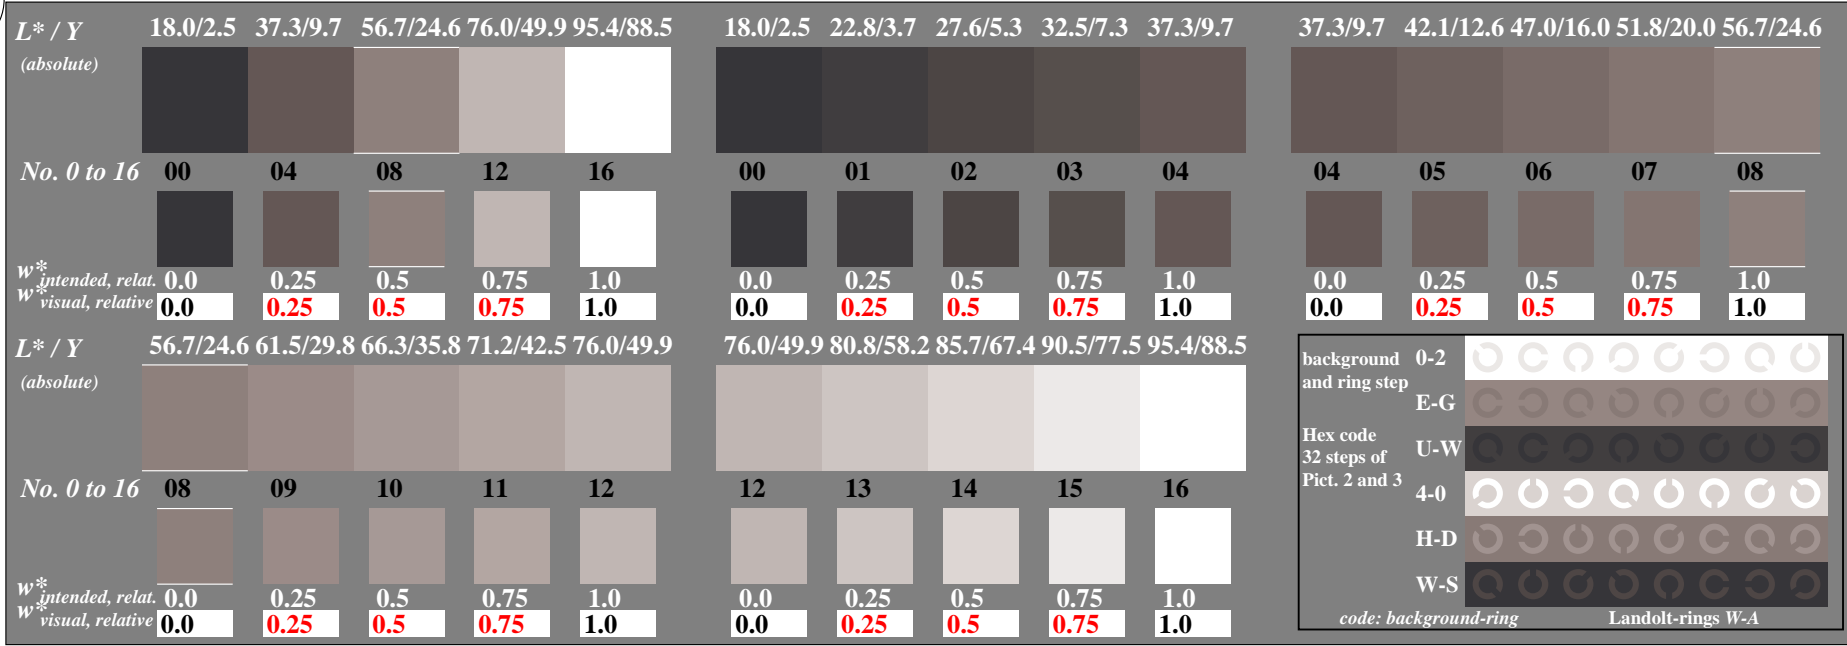 L* / Y 18.0/2.5 37.3/9.7 56.7/24.6 76.0/49.9 95.4/88.5 18.0/2.5 22.8/3.7 27.6/5.3 32.5/7.3 37.3/9.7 37.3/9.7 42.1/12.6 47.0/16.0 51.8/20.0 56.7/24.6
(absolute)
No. 0 to 16 00 04 08 12 16 00 01 02 03 04 04 05 06 07 08
w* intended, relat. 0.0 0.25 0.5 0.75 1.0 0.0 0.25 0.5 0.75 1.0 0.0 0.25 0.5 0.75 1.0
w* visual, relative 0.0 0.25 0.5 0.75 1.0 0.0 0.25 0.5 0.75 1.0 0.0 0.25 0.5 0.75 1.0
L* / Y 56.7/24.6 61.5/29.8 66.3/35.8 71.2/42.5 76.0/49.9 76.0/49.9 80.8/58.2 85.7/67.4 90.5/77.5 95.4/88.5
(absolute)
No. 0 to 16 08 09 10 11 12 12 13 14 15 16
w* intended, relat. 0.0 0.25 0.5 0.75 1.0 0.0 0.25 0.5 0.75 1.0
w* visual, relative 0.0 0.25 0.5 0.75 1.0 0.0 0.25 0.5 0.75 1.0
background 0-2
and ring step
E-G
Hex code
U-W
32 steps of
Pict. 2 and 3
4-0
H-D
W-S
code: background-ring Landolt-rings W-A